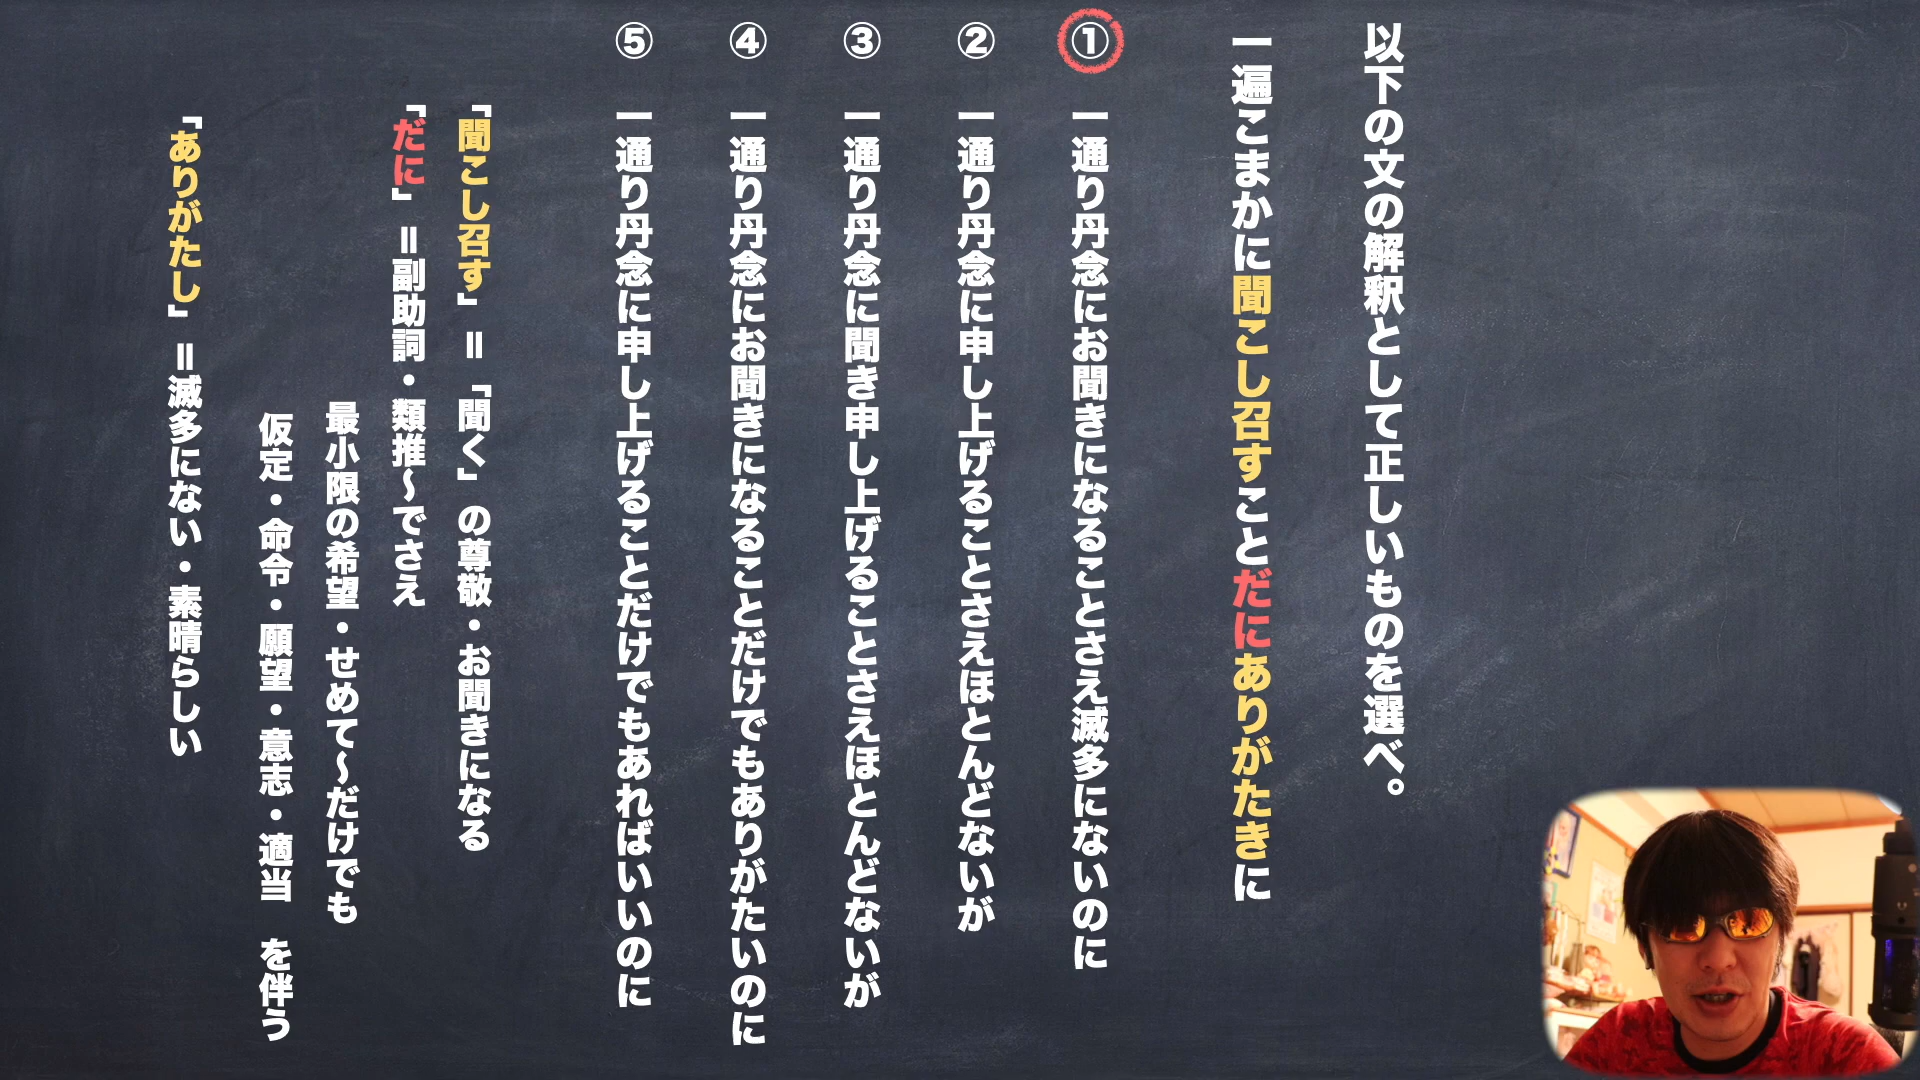 以下の文の解釈として正しいものを選べ。
一遍こまかに聞こし召すことだにありがたきに
① 一通り丹念にお聞きになることさえ滅多にないのに
② 一通り丹念に申し上げることさえほとんどないが
③ 一通り丹念に聞き申し上げることさえほとんどないが
④ 一通り丹念にお聞きになることだけでもありがたいのに
⑤ 一通り丹念に申し上げることだけでもあればいいのに
「聞こし召す」=「聞く」の尊敬・お聞きになる
「だに」=副助詞・類推〜でさえ
最小限の希望・せめて〜だけでも
仮定・命令・願望・意志・適当 を伴う
「ありがたし」=滅多にない・素晴らしい